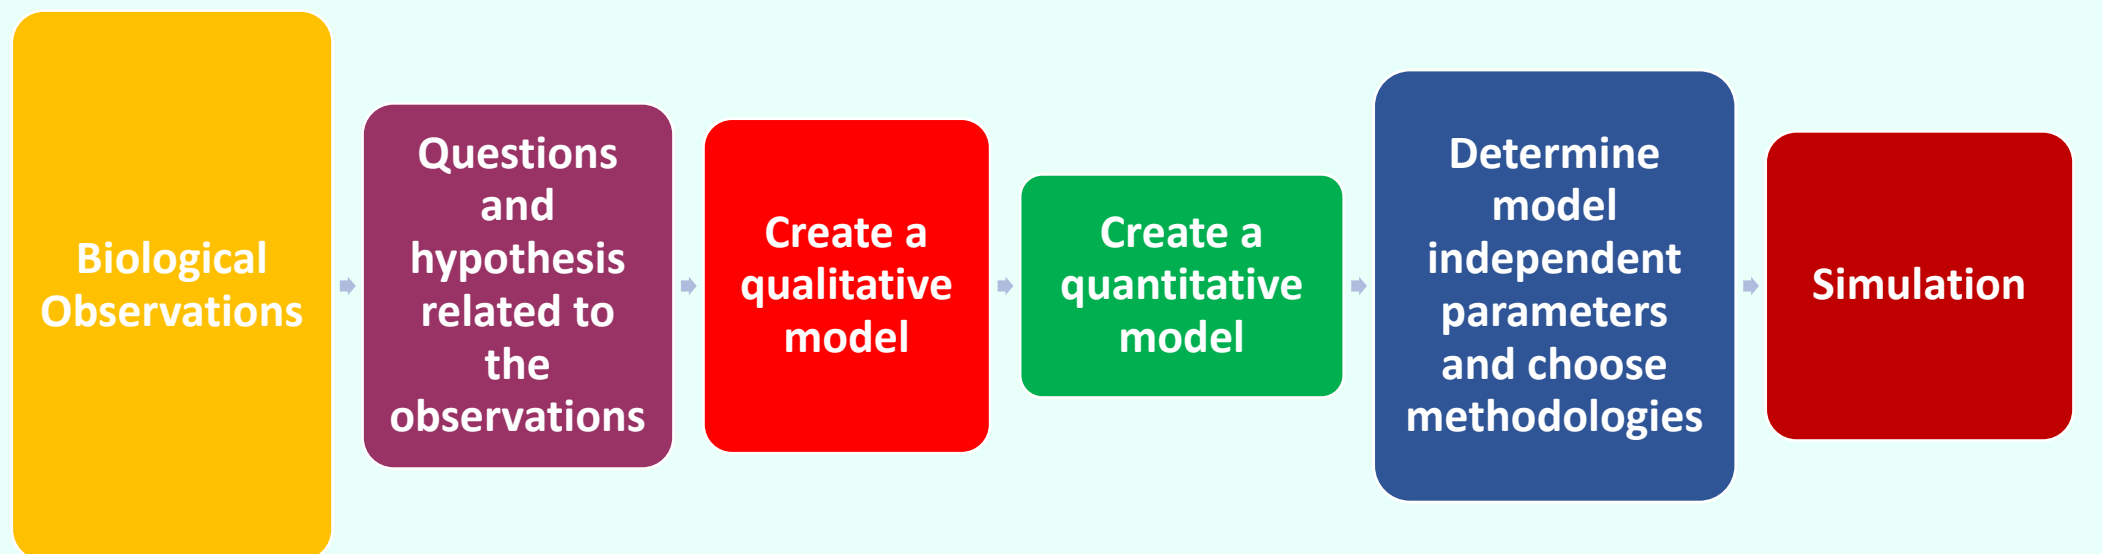 Biological
Observations
Questions
and
hypothesis
related to
the
observations
Create a
qualitative
model
Create a
quantitative
model
Determine
model
independent
parameters
and choose
methodologies
Simulation